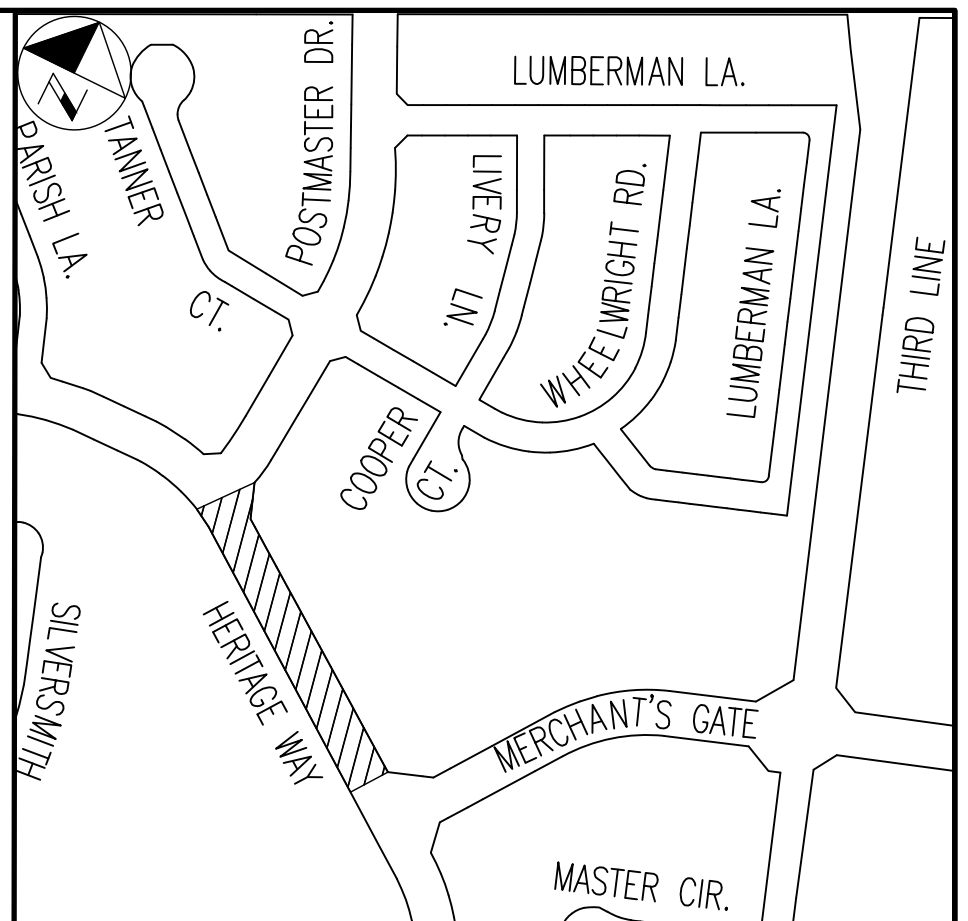 LUMBERMAN LA.
POSTMASTER DR.
TANNER
CT.
PARISH LA.
LIVERY LN.
WHEELWRIGHT RD.
LUMBERMAN LA.
THIRD LINE
COOPER
CT.
SILVERSMITH
HERITAGE WAY
MERCHANT'S GATE
MASTER CIR.
N